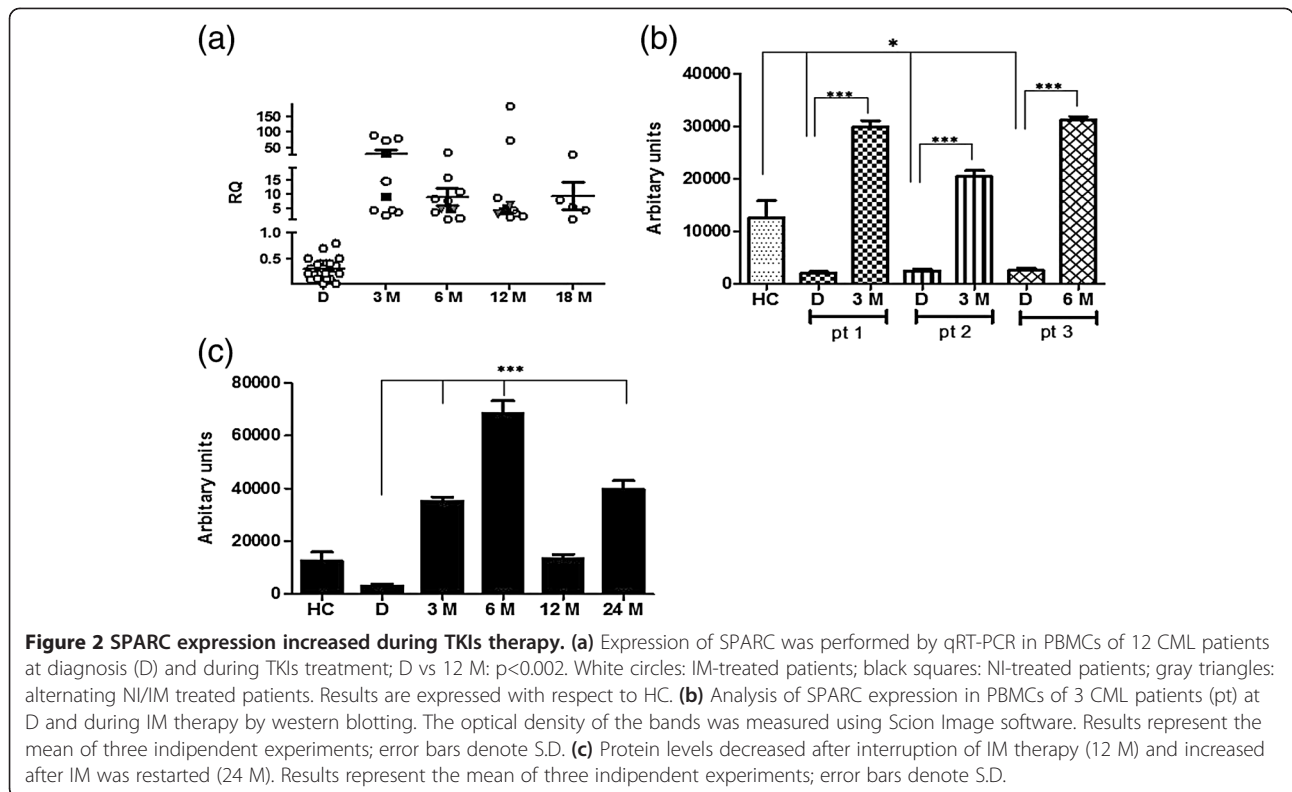 (a)
150
100
50
15
10
5
1.0
0.5
RQ
D 3 M 6 M 12 M 18 M
(b)
*
*** *** ***
40000
30000
20000
10000
0
Arbitary units
HC D 3 M D 3 M D 6 M
pt 1 pt 2 pt 3
(c)
***
80000
60000
40000
20000
0
Arbitary units
HC D 3 M 6 M 12 M 24 M
Figure 2 SPARC expression increased during TKIs therapy. (a) Expression of SPARC was performed by qRT-PCR in PBMCs of 12 CML patients
at diagnosis (D) and during TKIs treatment; D vs 12 M: p<0.002. White circles: IM-treated patients; black squares: NI-treated patients; gray triangles:
alternating NI/IM treated patients. Results are expressed with respect to HC. (b) Analysis of SPARC expression in PBMCs of 3 CML patients (pt) at
D and during IM therapy by western blotting. The optical density of the bands was measured using Scion Image software. Results represent the
mean of three indipendent experiments; error bars denote S.D. (c) Protein levels decreased after interruption of IM therapy (12 M) and increased
after IM was restarted (24 M). Results represent the mean of three indipendent experiments; error bars denote S.D.